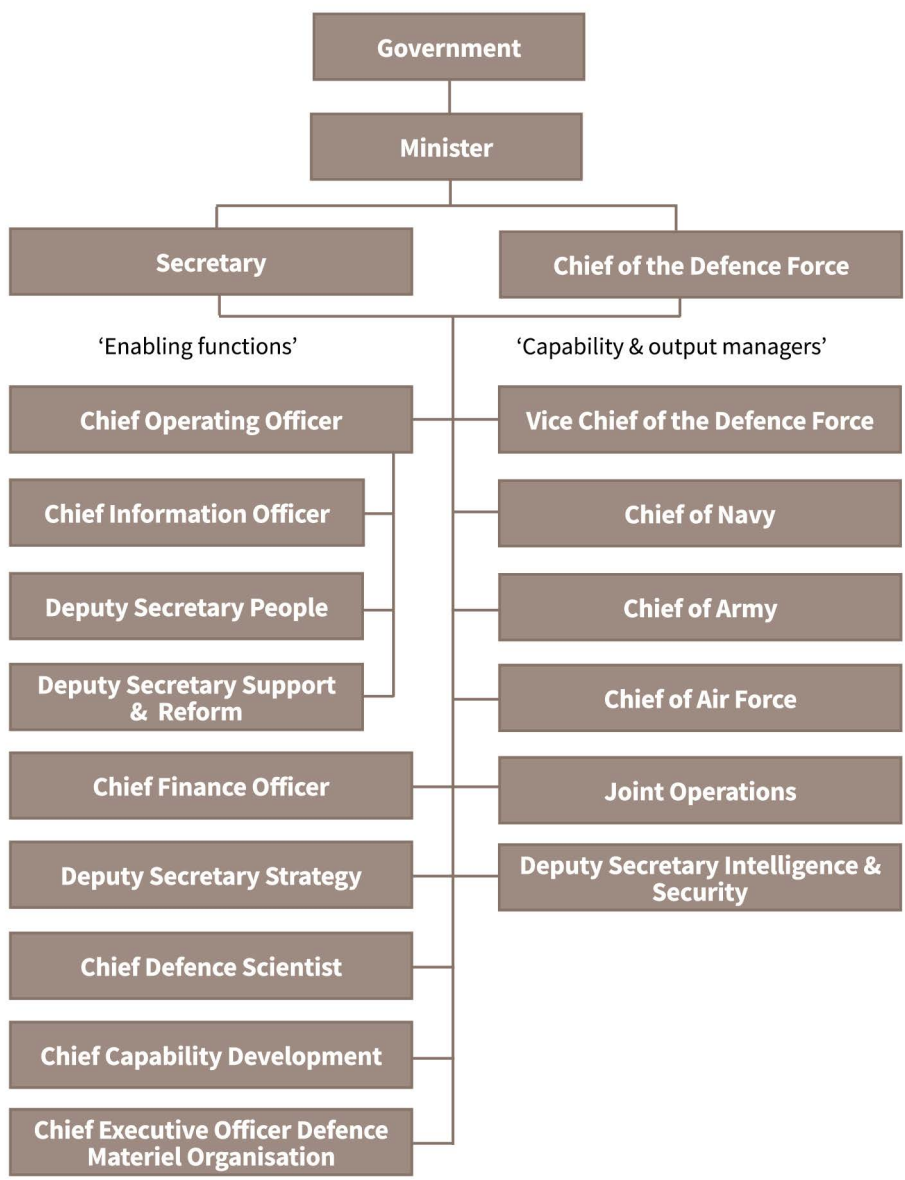 Government
Minister
Secretary
Chief of the Defence Force
‘Enabling functions’
‘Capability & output managers’
Chief Operating Officer
Vice Chief of the Defence Force
Chief Information Officer
Chief of Navy
Deputy Secretary People
Chief of Army
Deputy Secretary Support
& Reform
Chief of Air Force
Chief Finance Officer
Joint Operations
Deputy Secretary Strategy
Deputy Secretary Intelligence &
Security
Chief Defence Scientist
Chief Capability Development
Chief Executive Officer Defence
Materiel Organisation